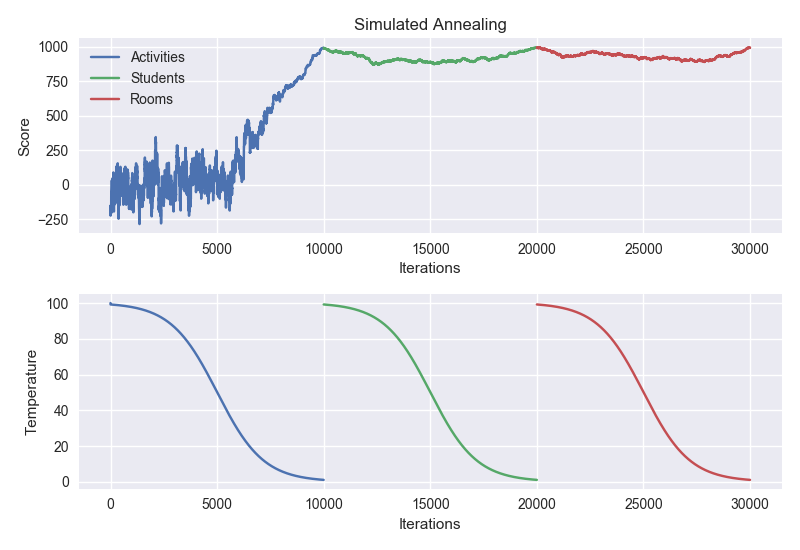 Simulated Annealing
1000
750
500
250
0
−250
Score
Activities
Students
Rooms
0 5000 10000 15000 20000 25000 30000
Iterations
100
80
60
40
20
0
Temperature
0 5000 10000 15000 20000 25000 30000
Iterations